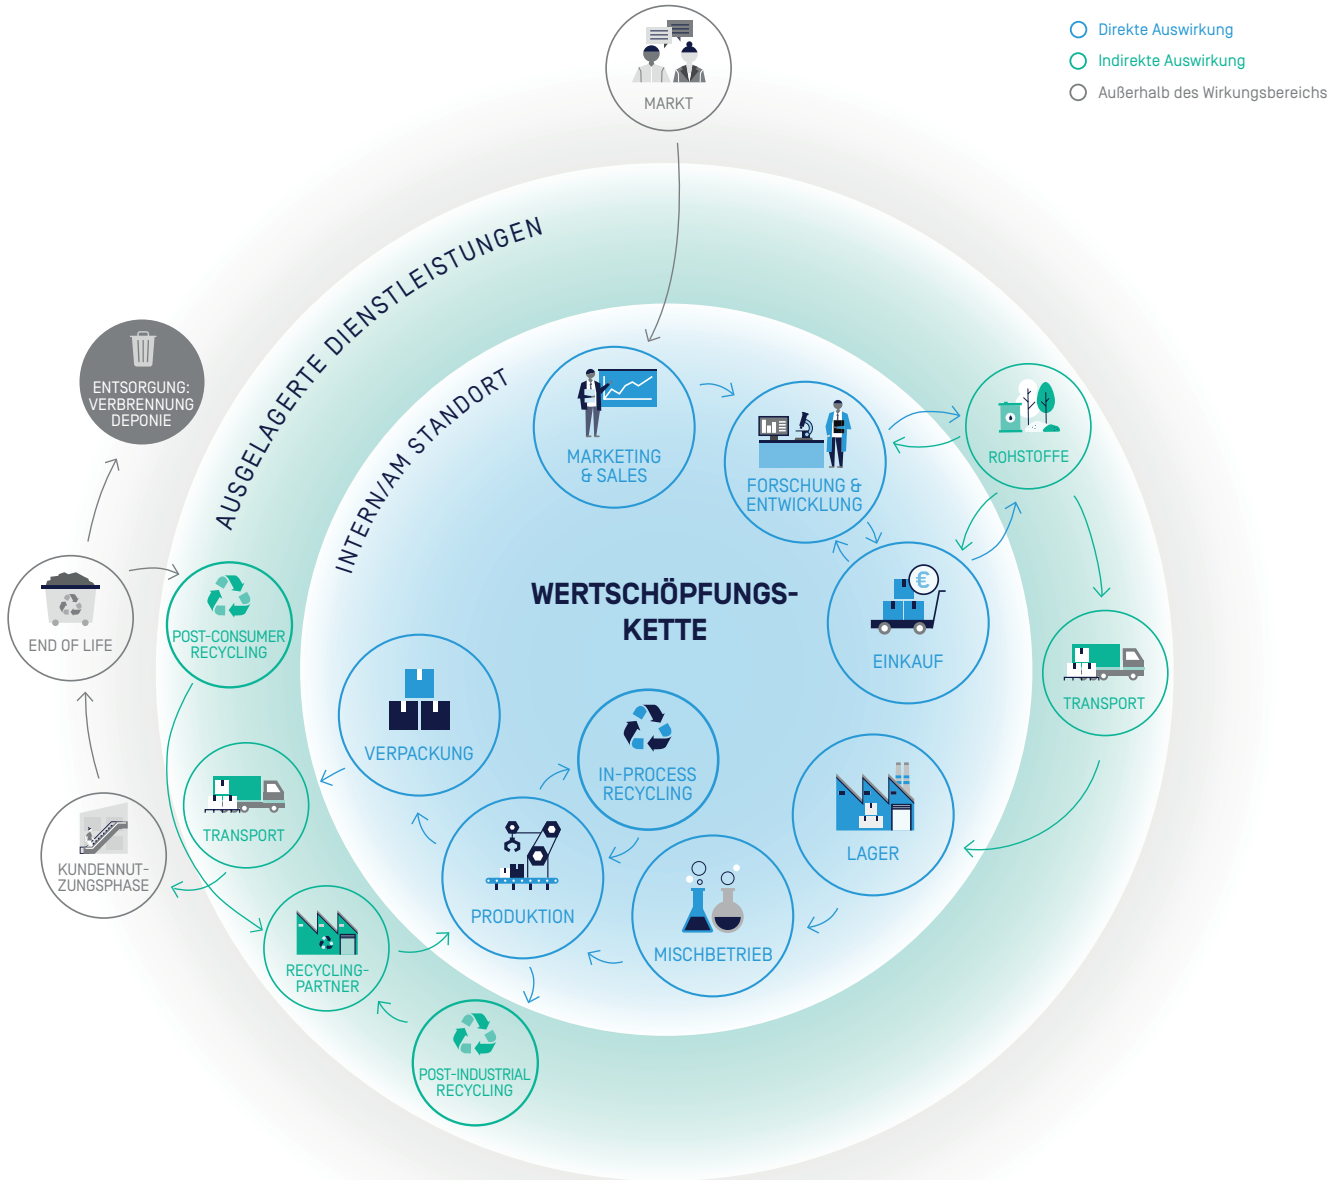 Direkte Auswirkung
Indirekte Auswirkung
Außerhalb des Wirkungsbereichs
MARKT
AUSGELAGERTE DIENSTLEISTUNGEN
INTERN/AM STANDORT
ENTSORGUNG:
VERBRENNUNG
DEPONIE
MARKETING
& SALES
FORSCHUNG &
ENTWICKLUNG
ROHSTOFFE
WERTSCHÖPFUNGS-
KETTE
END OF LIFE
POST-CONSUMER
RECYCLING
€
EINKAUF
TRANSPORT
VERPACKUNG
IN-PROCESS
RECYCLING
LAGER
TRANSPORT
KUNDENNUT-
ZUNGSPHASE
PRODUKTION
MISCHBETRIEB
RECYCLING-
PARTNER
POST-INDUSTRIAL
RECYCLING